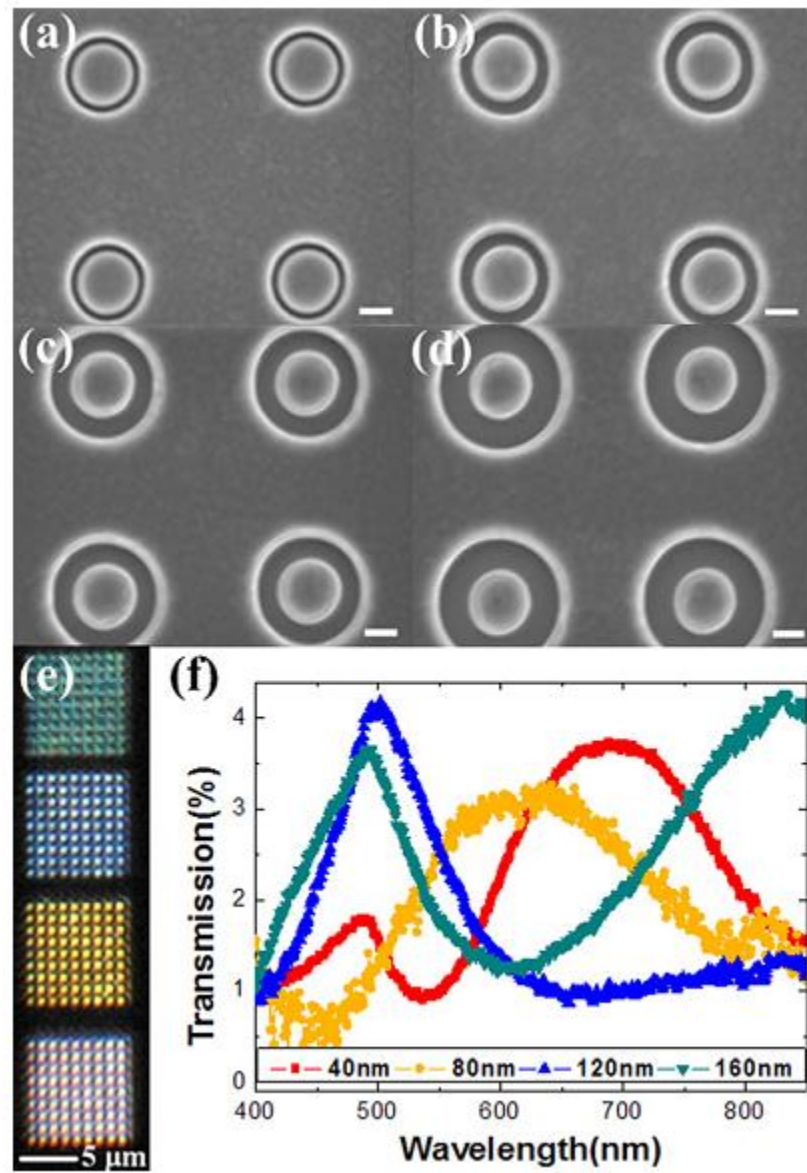 (a)
(b)
(c)
(d)
(e)
5 μm
(f)
Transmission(%)
4
3
2
1
0
40nm 80nm 120nm 160nm
400 500 600 700 800
Wavelength(nm)